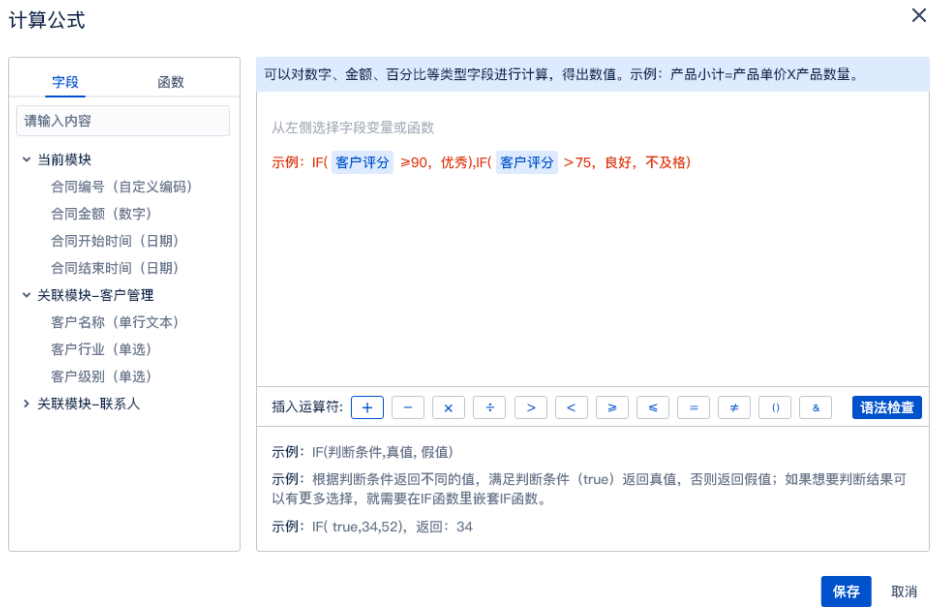 计算公式
字段 函数
请输入内容
当前模块
合同编号（自定义编码）
合同金额（数字）
合同开始时间（日期）
合同结束时间（日期）
关联模块-客户管理
客户名称（单行文本）
客户行业（单选）
客户级别（单选）
关联模块-联系人
可以对数字、金额、百分比等类型字段进行计算，得出数值。示例：产品小计=产品单价X产品数量。
从左侧选择字段变量或函数
示例：IF( 客户评分 ≥90，优秀),IF( 客户评分 >75，良好，不及格)
插入运算符: + - × ÷ > < ≥ ≤ = ≠ () & 语法检查
示例：IF(判断条件,真值, 假值)
示例：根据判断条件返回不同的值，满足判断条件（true）返回真值，否则返回假值；如果想要判断结果可
以有更多选择，就需要在IF函数里嵌套IF函数。
示例：IF( true,34,52)，返回：34
保存 取消